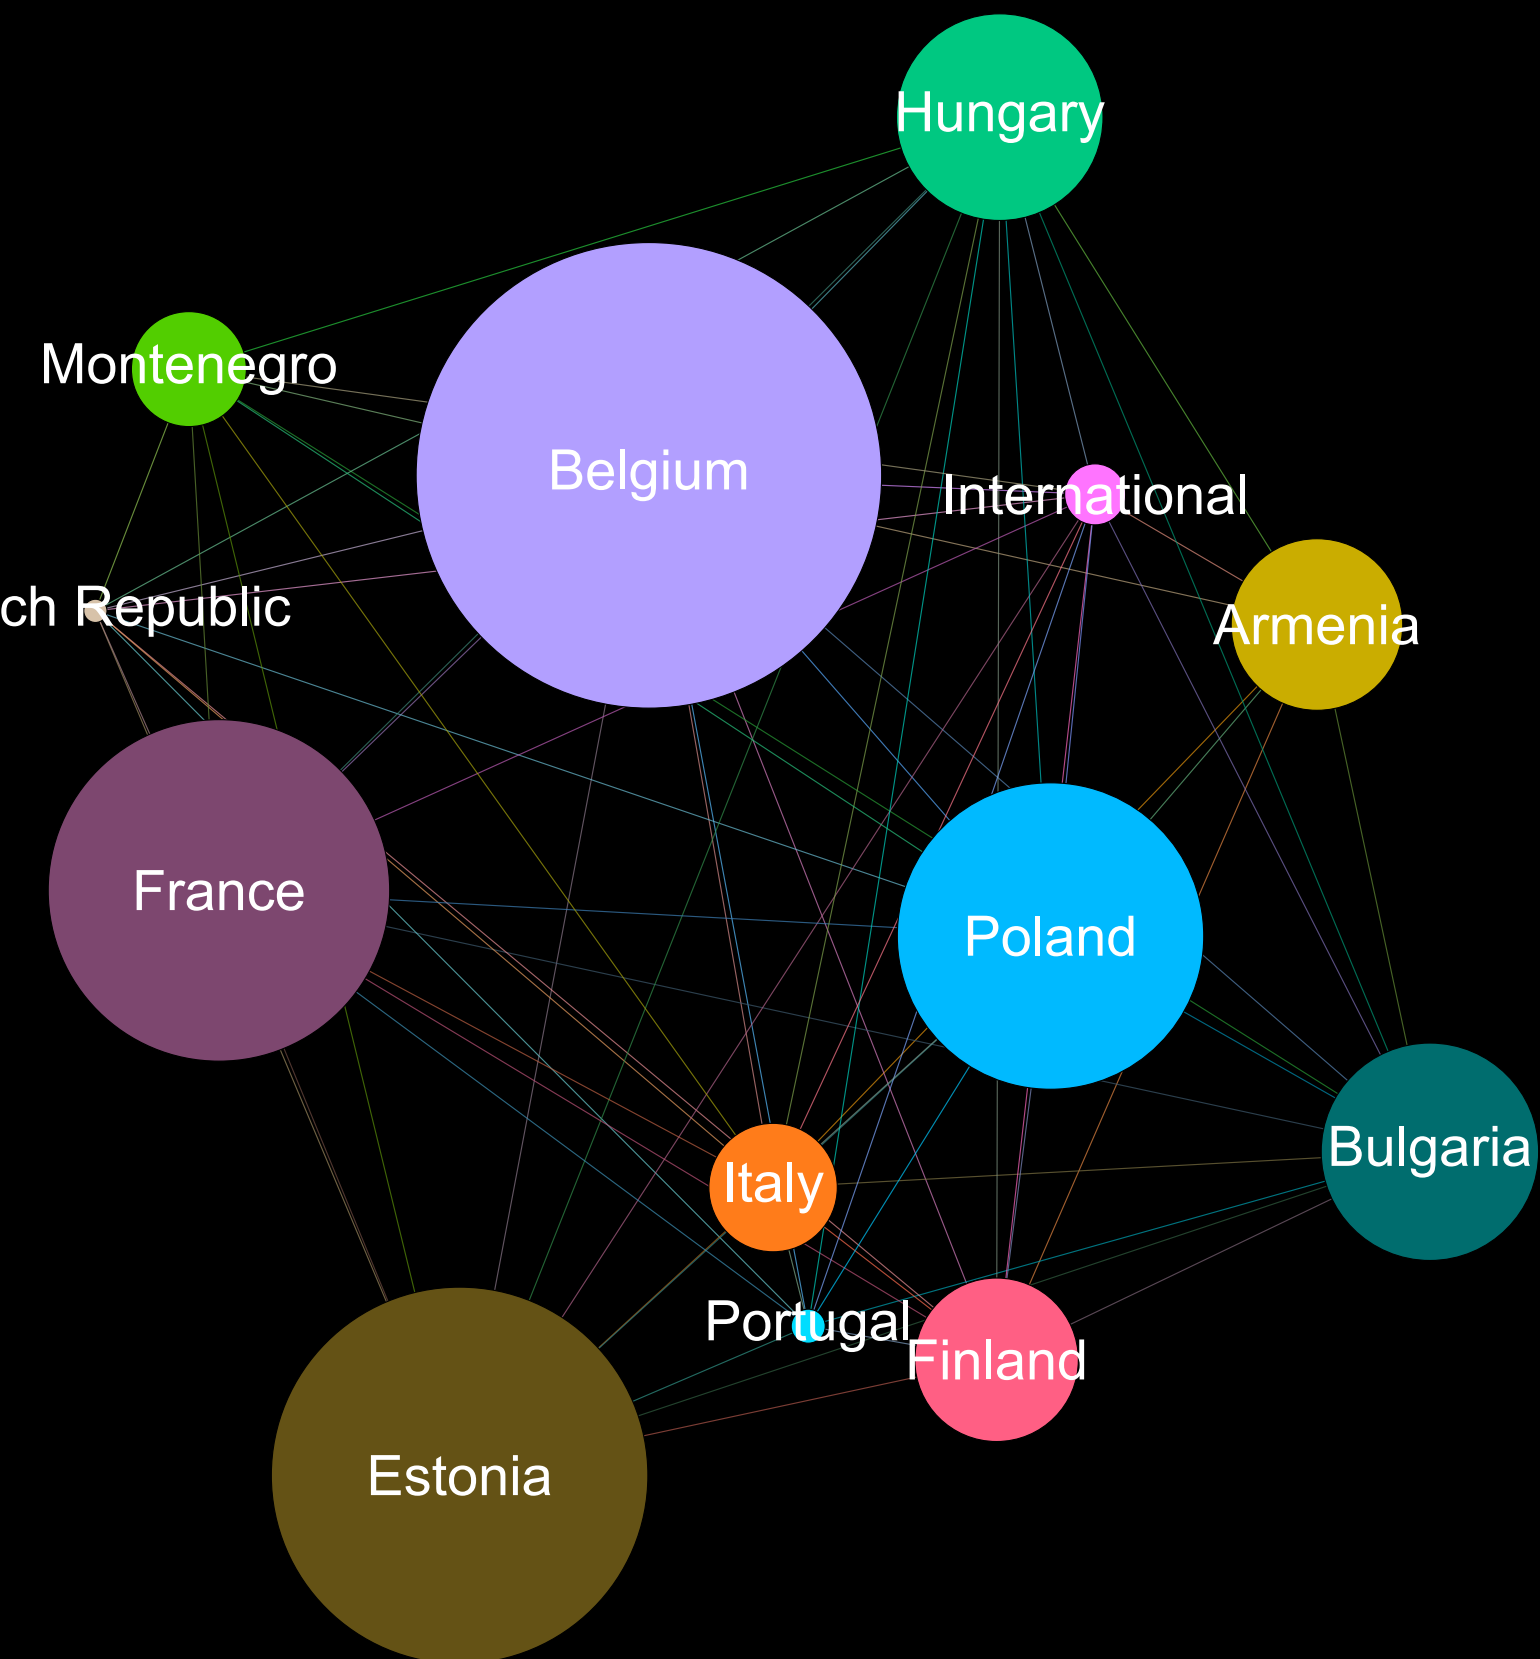 Hungary
Montenegro
Belgium
International
ch Republic
Armenia
France
Poland
Bulgaria
Italy
Portugal
Finland
Estonia